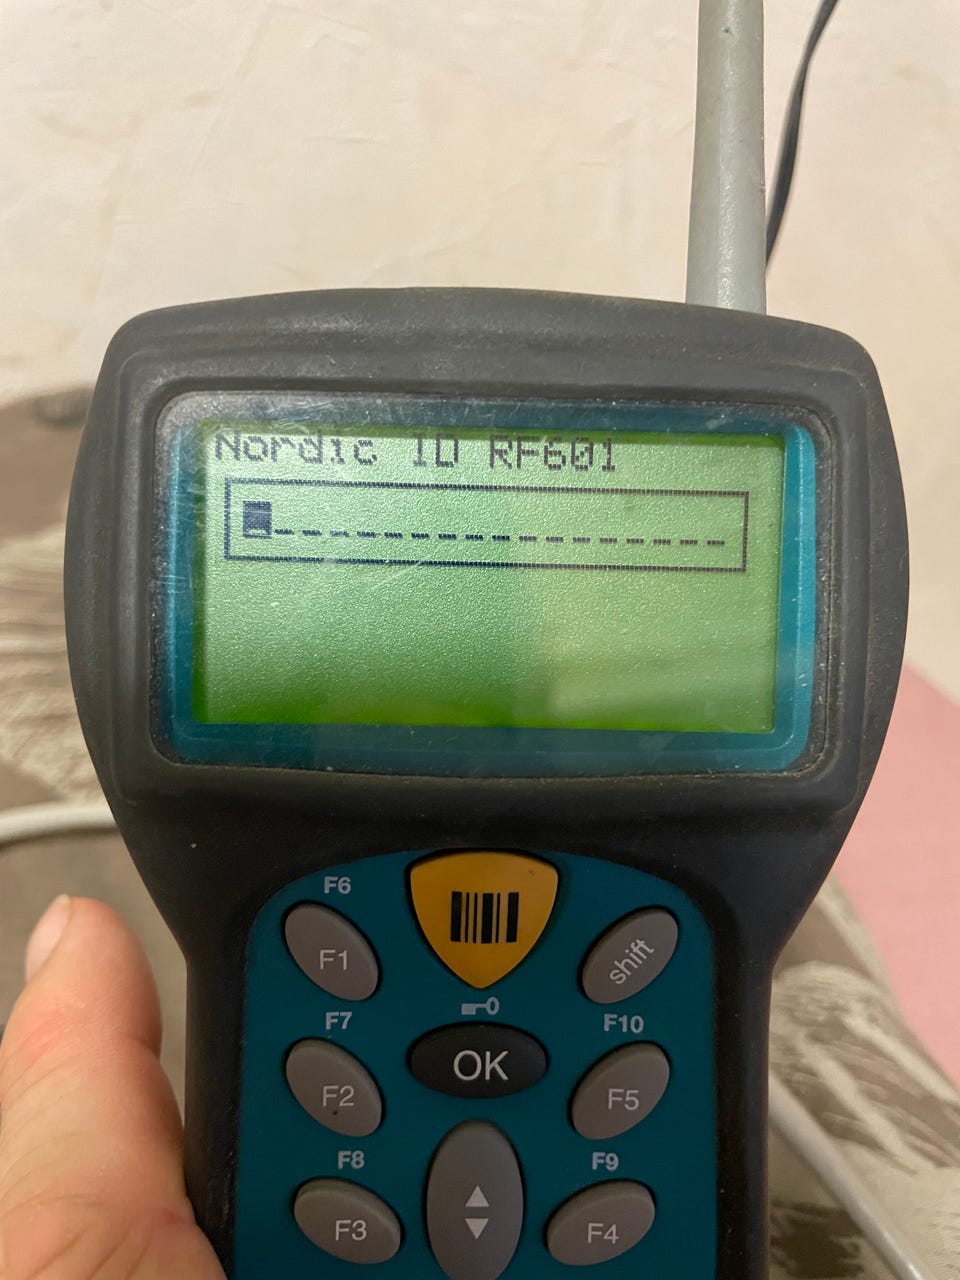 Nordic ID RF601
F6
F1
shift
F7
F10
OK
F2
F5
F8
F9
F3
F4